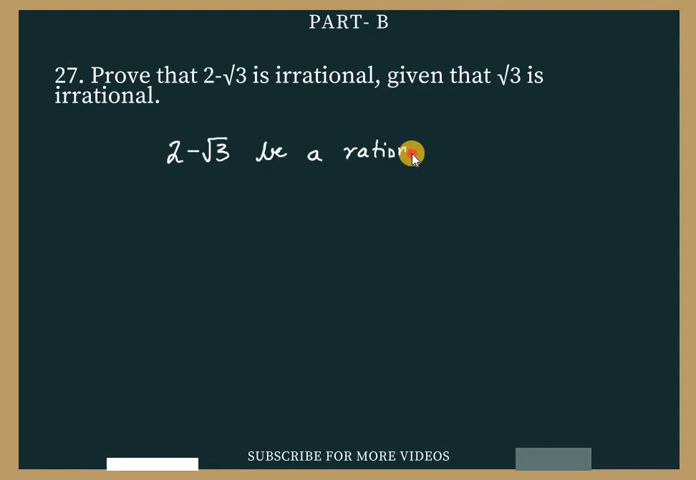 PART- B
27. Prove that 2-√3 is irrational, given that √3 is
irrational.
2-√3 be a ration
SUBSCRIBE FOR MORE VIDEOS